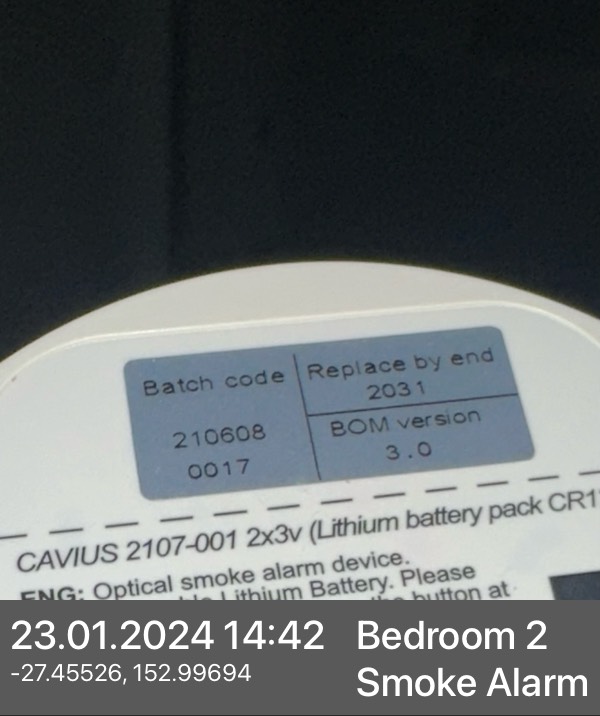 Batch code
210608
0017
Replace by end
2031
BOM version
3.0
CAVIUS 2107-001 2x3v (Lithium battery pack CR1
ENG: Optical smoke alarm device.
Lithium Battery. Please
button at
23.01.2024 14:42
-27.45526, 152.99694
Bedroom 2
Smoke Alarm